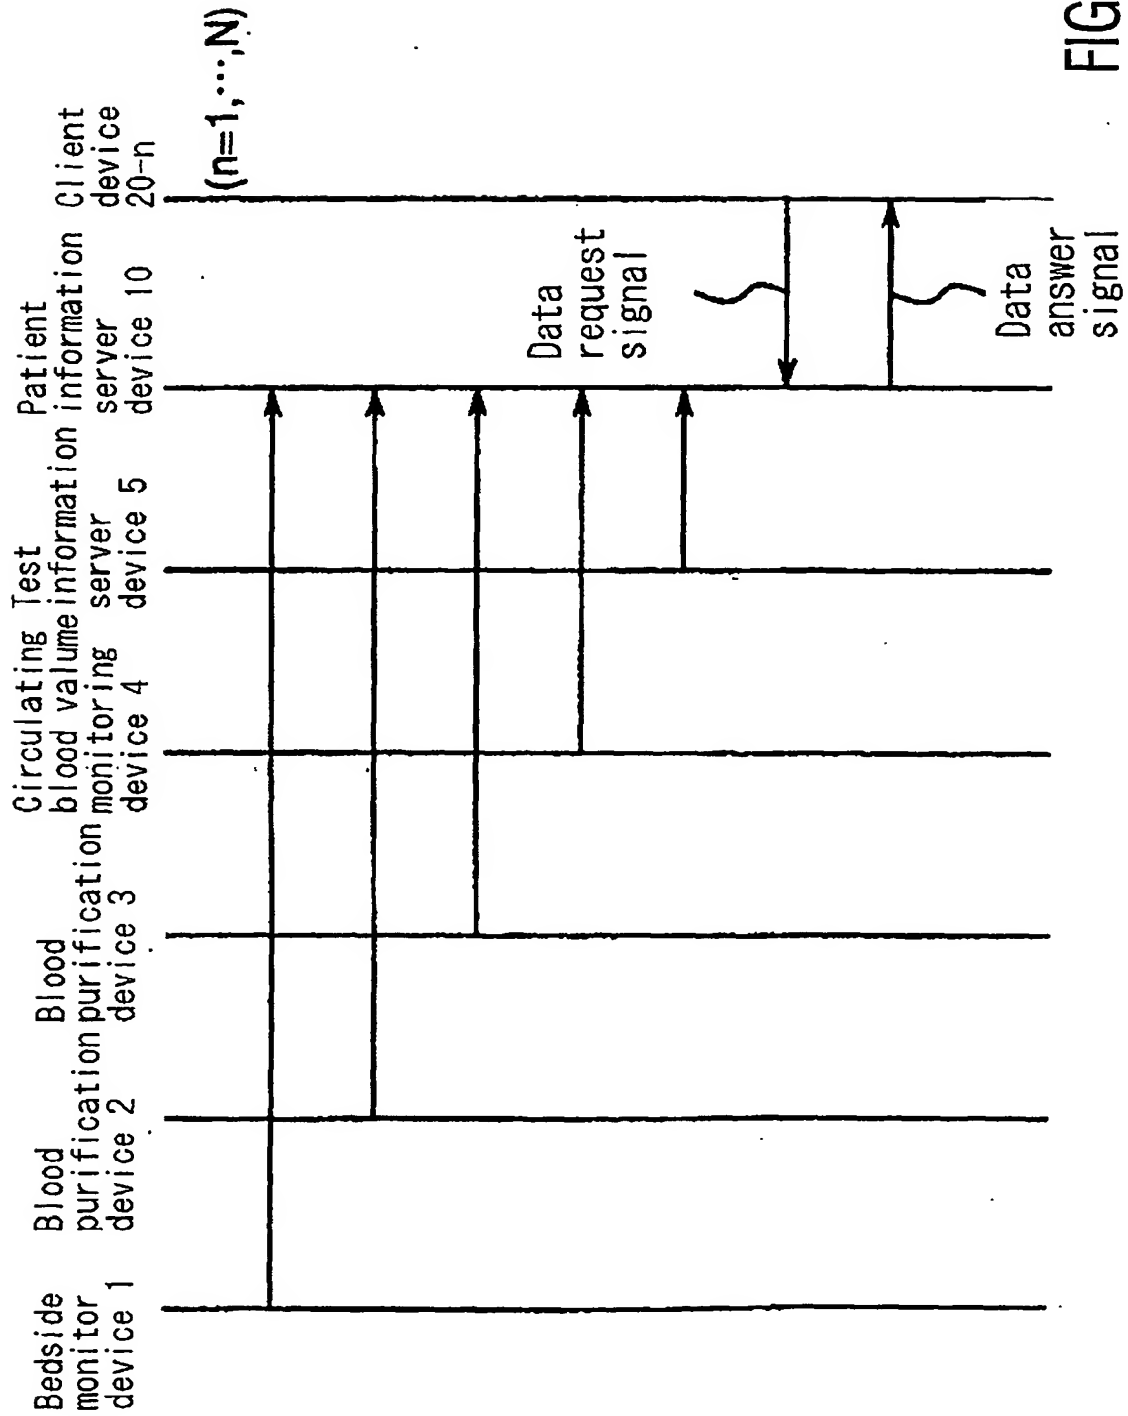 Bedside
monitor
device 1
Blood
purification
device 2
Blood
purification
device 3
Circulating
blood volume
monitoring
device 4
Test
information
server
device 5
Patient
information
server
device 10
Client
device
20-n
(n=1,···,N)
Data
request
signal
Data
answer
signal
FIG